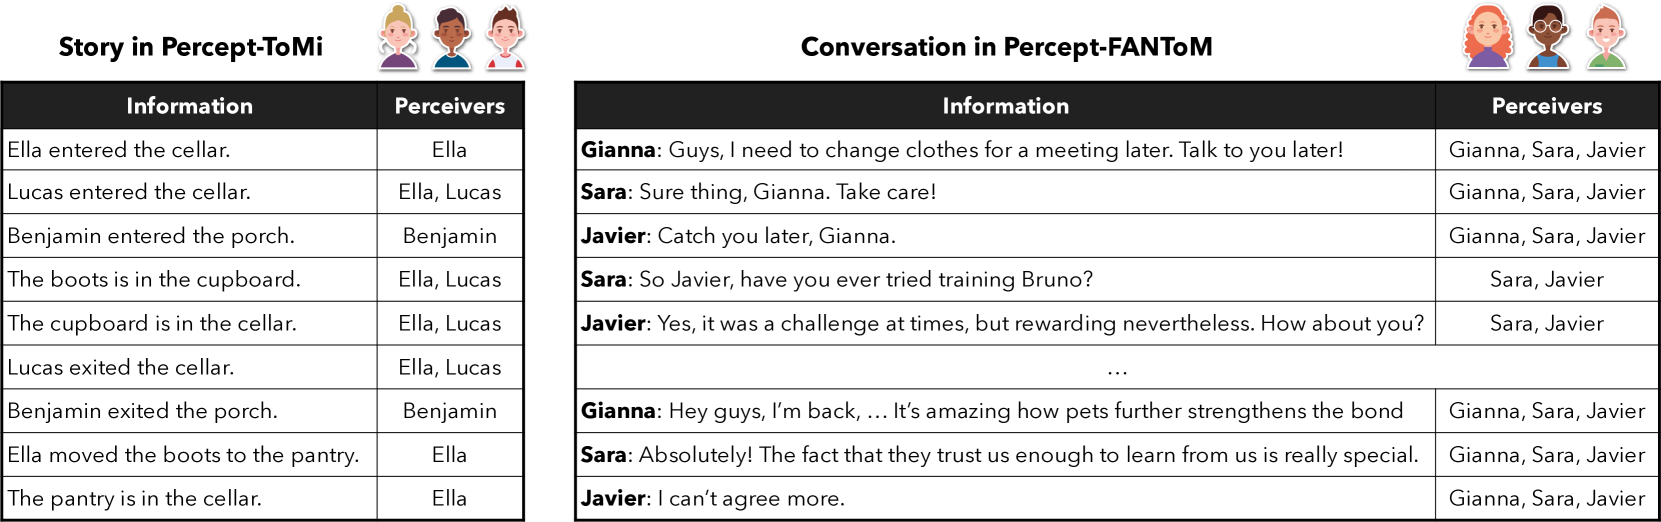 Story in Percept-ToMi
Information Perceivers
Ella entered the cellar. Ella
Lucas entered the cellar. Ella, Lucas
Benjamin entered the porch. Benjamin
The boots is in the cupboard. Ella, Lucas
The cupboard is in the cellar. Ella, Lucas
Lucas exited the cellar. Ella, Lucas
Benjamin exited the porch. Benjamin
Ella moved the boots to the pantry. Ella
The pantry is in the cellar. Ella
Conversation in Percept-FANToM
Information Perceivers
Gianna: Guys, I need to change clothes for a meeting later. Talk to you later! Gianna, Sara, Javier
Sara: Sure thing, Gianna. Take care! Gianna, Sara, Javier
Javier: Catch you later, Gianna. Gianna, Sara, Javier
Sara: So Javier, have you ever tried training Bruno? Sara, Javier
Javier: Yes, it was a challenge at times, but rewarding nevertheless. How about you? Sara, Javier
…
Gianna: Hey guys, I’m back, … It’s amazing how pets further strengthens the bond Gianna, Sara, Javier
Sara: Absolutely! The fact that they trust us enough to learn from us is really special. Gianna, Sara, Javier
Javier: I can’t agree more. Gianna, Sara, Javier